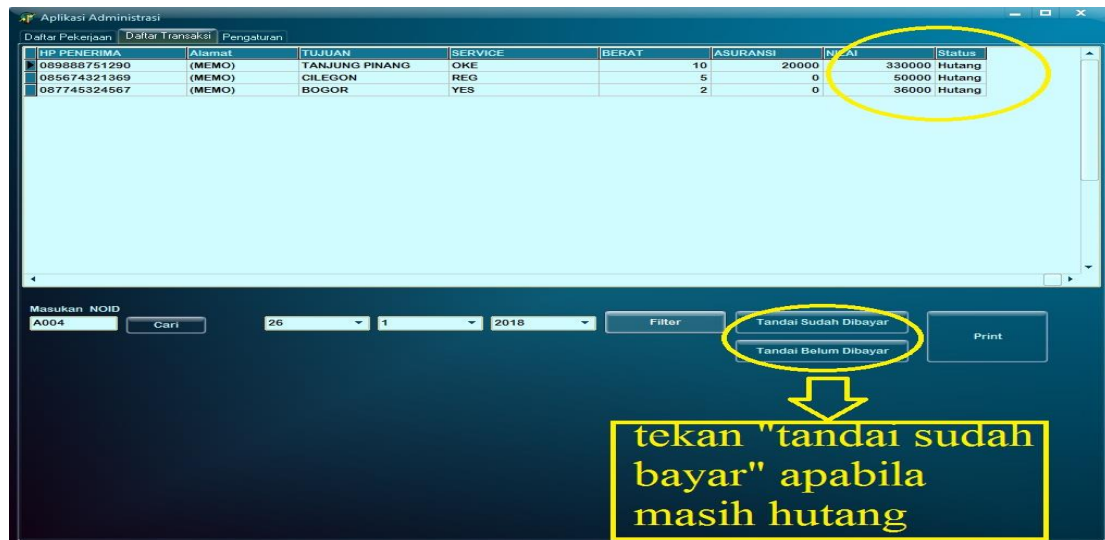 Aplikasi Administrasi
Daftar Pekerjaan Daftar Transaksi Pengaturan
HP PENERIMA Alamat TUJUAN SERVICE BERAT ASURANSI NILAI Status
089888751290 (MEMO) TANJUNG PINANG OKE 10 20000 330000 Hutang
085674321369 (MEMO) CILEGON REG 5 0 50000 Hutang
087745324567 (MEMO) BOGOR YES 2 0 36000 Hutang
Masukan NOID
A004 Cari 26 1 2018 Filter Tandai Sudah Dibayar Print
Tandai Belum Dibayar
tekan "tandai sudah
bayar" apabila
masih hutang